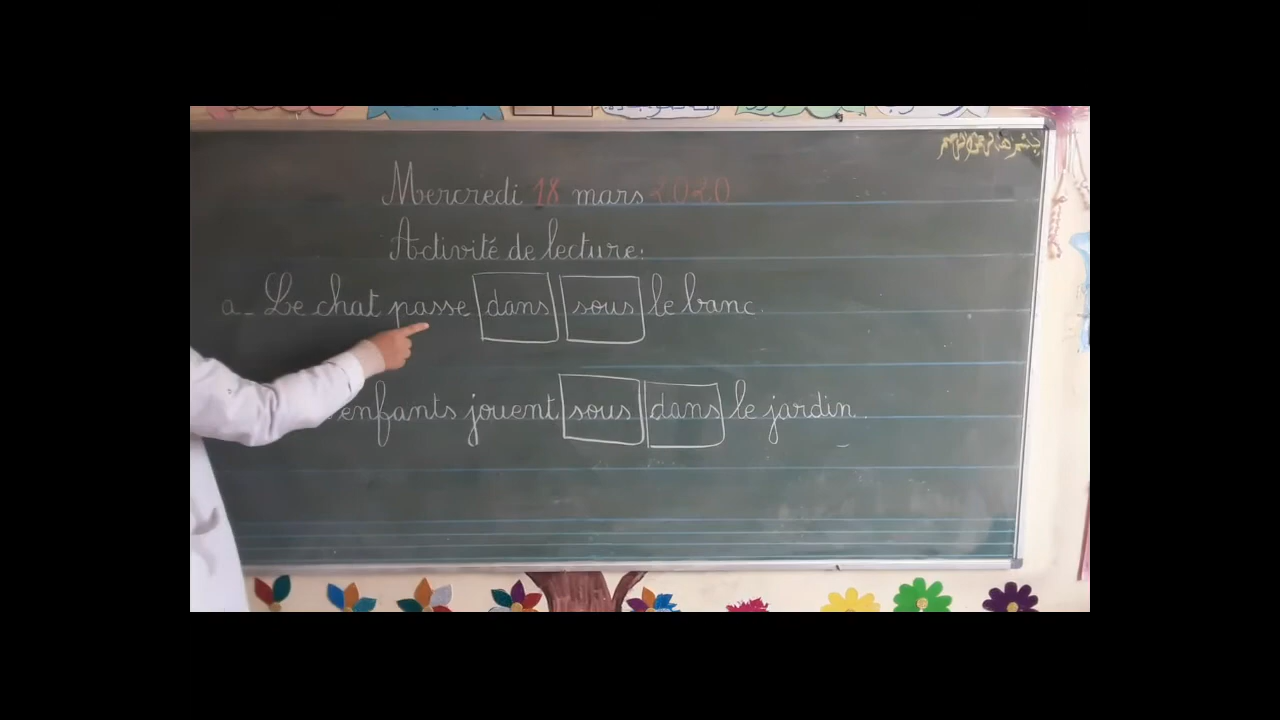 Mercredi 18 mars 2020
Activité de lecture:
a_ Le chat passe dans sous le banc.
enfants jouent sous dans le jardin.